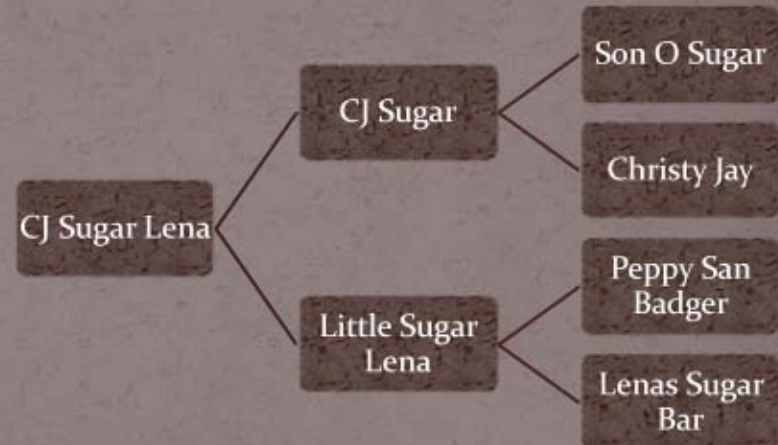 CJ Sugar Lena
CJ Sugar
Little Sugar
Lena
Son O Sugar
Christy Jay
Peppy San
Badger
Lenas Sugar
Bar